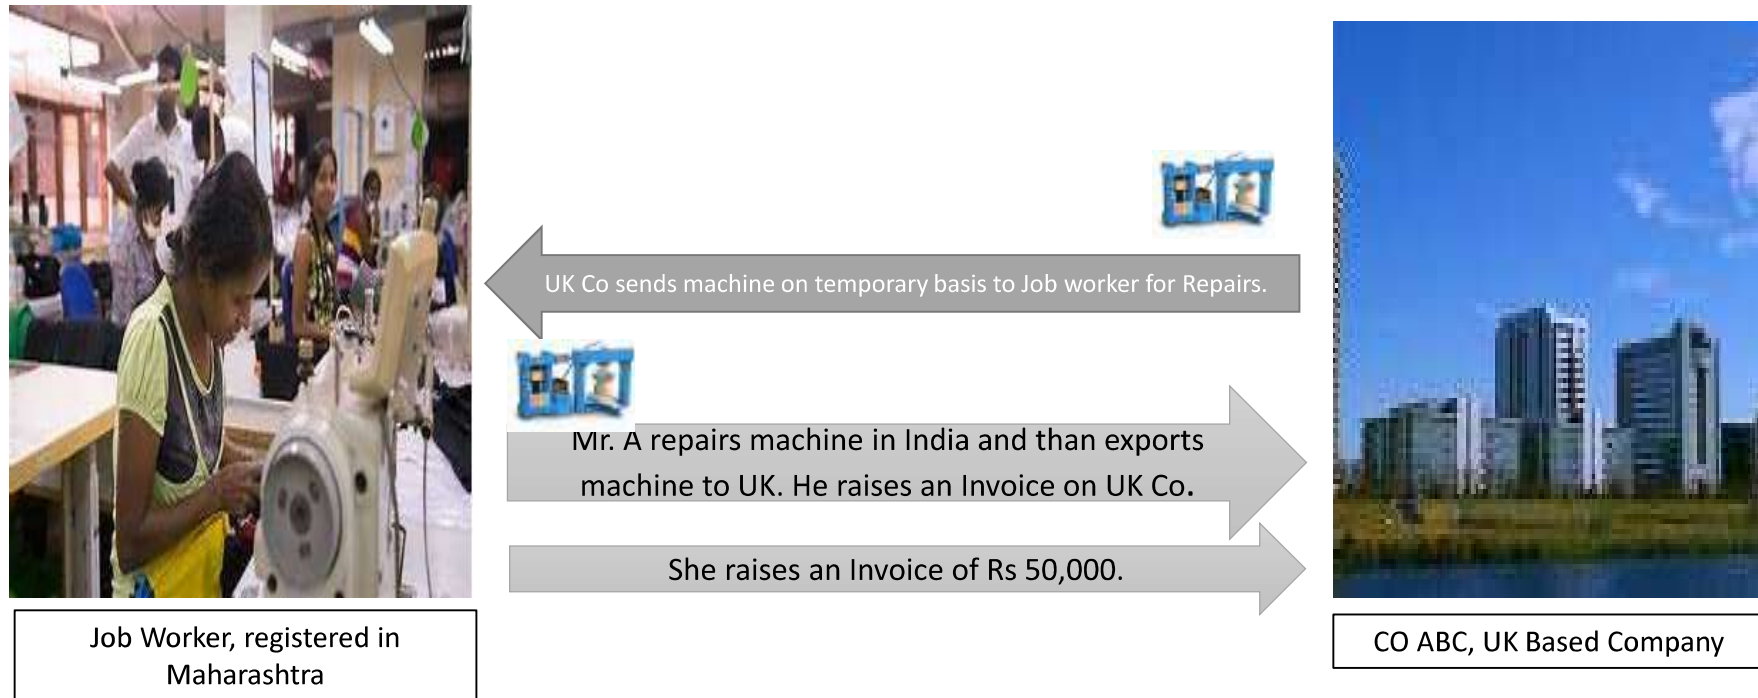 UK Co sends machine on temporary basis to Job worker for Repairs.
Mr. A repairs machine in India and than exports
machine to UK. He raises an Invoice on UK Co.
She raises an Invoice of Rs 50,000.
Job Worker, registered in
Maharashtra
CO ABC, UK Based Company